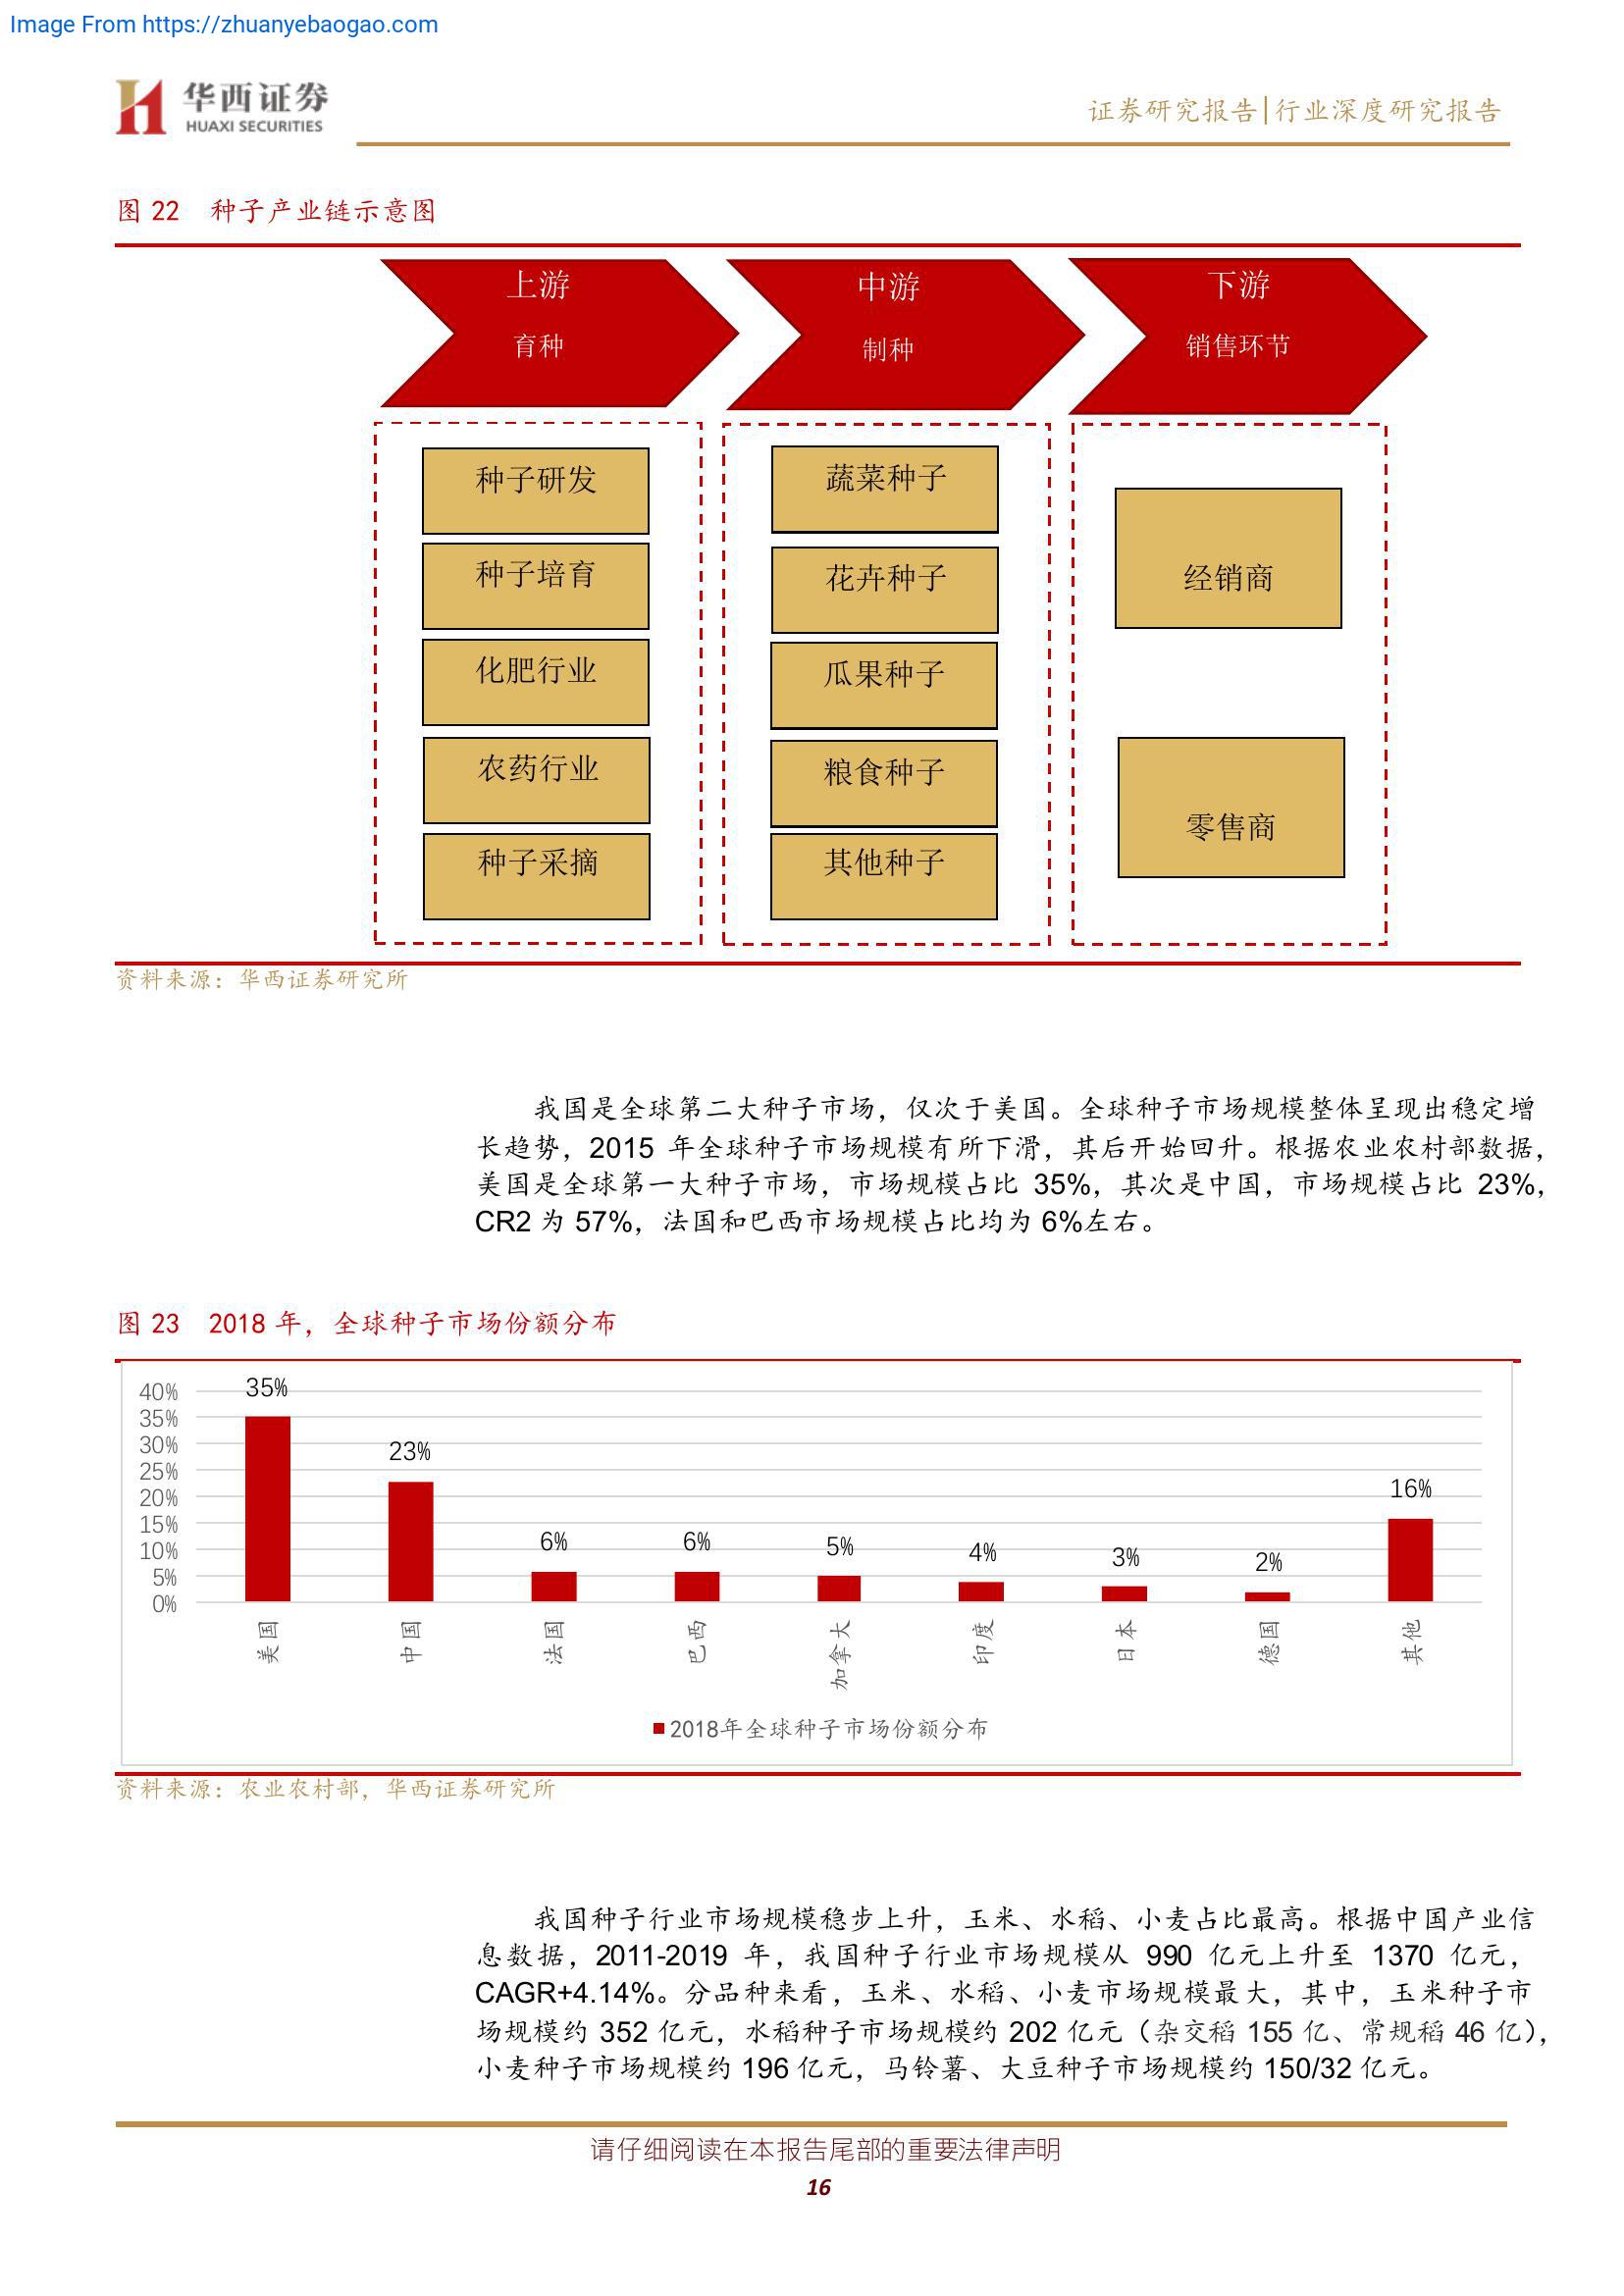 Image From https://zhuanyebaogao.com
华西证券
HUAXI SECURITIES
证券研究报告|行业深度研究报告
图 22 种子产业链示意图
上游
育种
中游
制种
下游
销售环节
种子研发
种子培育
化肥行业
农药行业
种子采摘
蔬菜种子
花卉种子
瓜果种子
粮食种子
其他种子
经销商
零售商
资料来源：华西证券研究所
我国是全球第二大种子市场，仅次于美国。全球种子市场规模整体呈现出稳定增
长趋势，2015 年全球种子市场规模有所下滑，其后开始回升。根据农业农村部数据，
美国是全球第一大种子市场，市场规模占比 35%，其次是中国，市场规模占比 23%，
CR2 为 57%，法国和巴西市场规模占比均为 6%左右。
图 23 2018 年，全球种子市场份额分布
40%
35%
30%
25%
20%
15%
10%
5%
0%
35%
23%
6%
6%
5%
4%
3%
2%
16%
美国
中国
法国
巴西
加拿大
印度
日本
德国
其他
2018年全球种子市场份额分布
资料来源：农业农村部，华西证券研究所
我国种子行业市场规模稳步上升，玉米、水稻、小麦占比最高。根据中国产业信
息数据，2011-2019 年，我国种子行业市场规模从 990 亿元上升至 1370 亿元，
CAGR+4.14%。分品种来看，玉米、水稻、小麦市场规模最大，其中，玉米种子市
场规模约 352 亿元，水稻种子市场规模约 202 亿元（杂交稻 155 亿、常规稻 46 亿），
小麦种子市场规模约 196 亿元，马铃薯、大豆种子市场规模约 150/32 亿元。
请仔细阅读在本报告尾部的重要法律声明
16